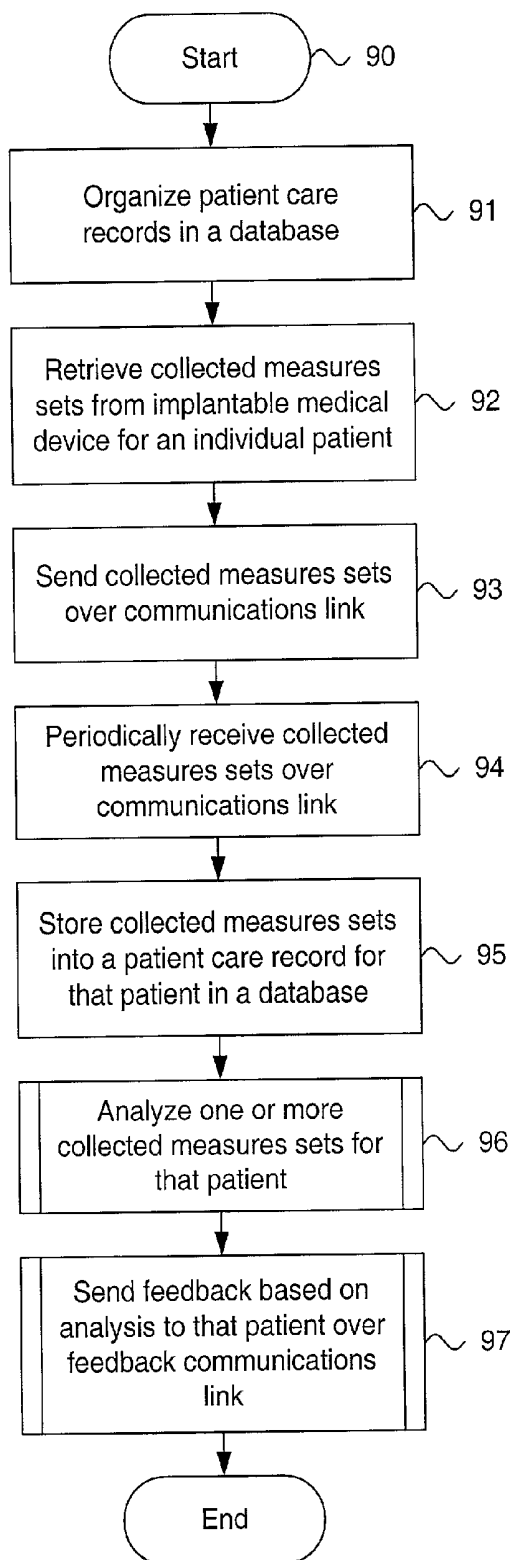 Start
90
Organize patient care
records in a database
91
Retrieve collected measures
sets from implantable medical
device for an individual patient
92
Send collected measures sets
over communications link
93
Periodically receive collected
measures sets over
communications link
94
Store collected measures sets
into a patient care record for
that patient in a database
95
Analyze one or more
collected measures sets for
that patient
96
Send feedback based on
analysis to that patient over
feedback communications
link
97
End